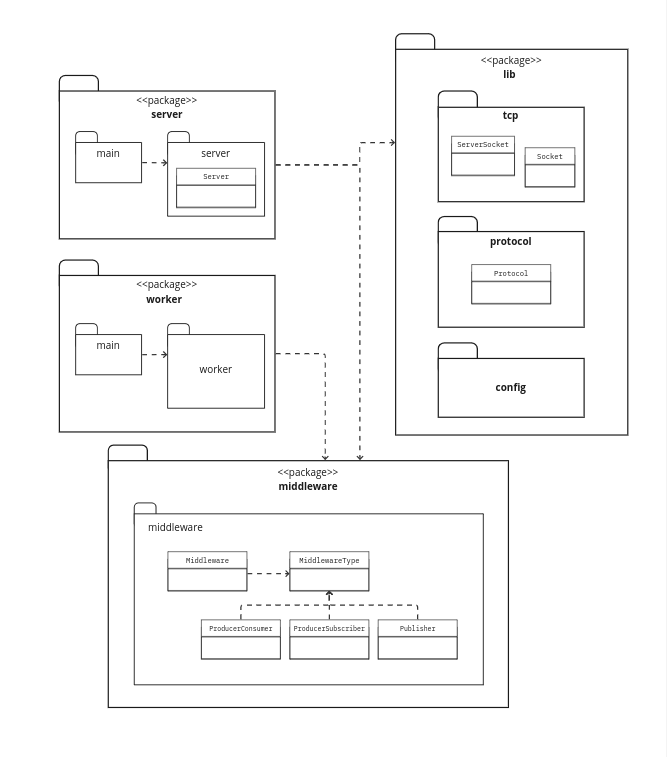 <<package>>
server
main
server
Server
<<package>>
lib
tcp
ServerSocket
Socket
protocol
Protocol
config
<<package>>
worker
main
worker
<<package>>
middleware
middleware
Middleware
MiddlewareType
ProducerConsumer
ProducerSubscriber
Publisher